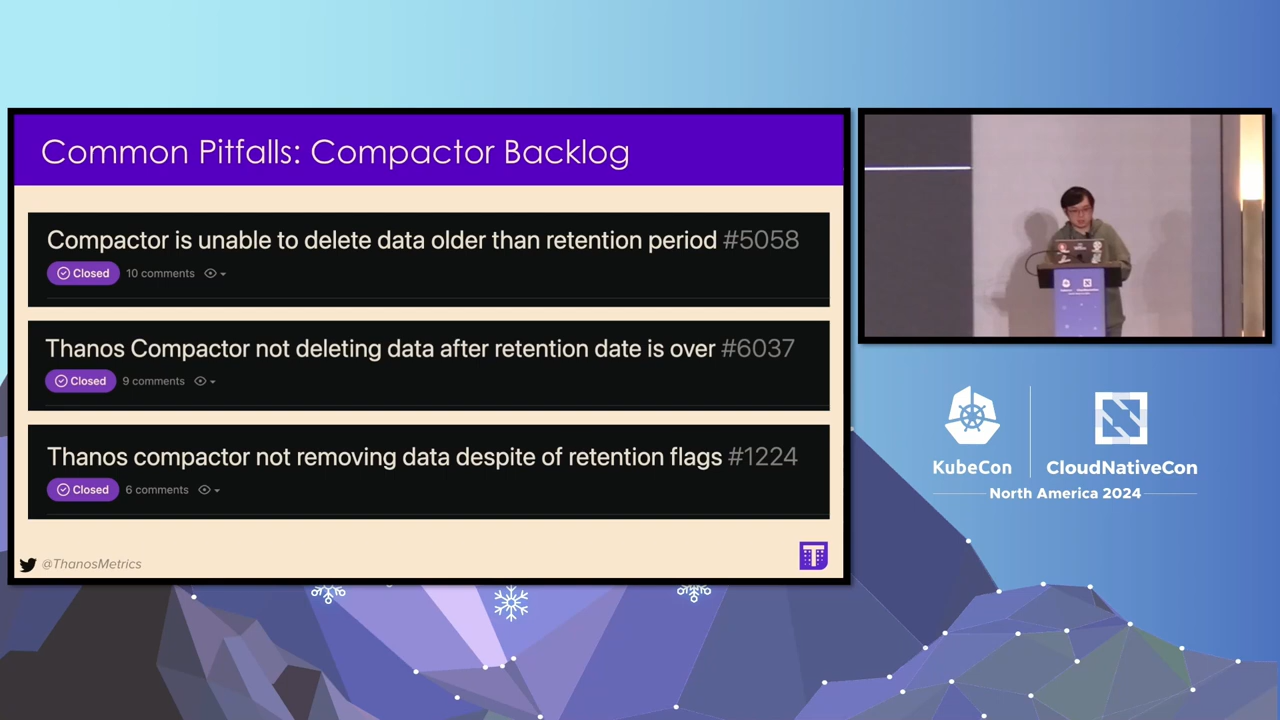 Common Pitfalls: Compactor Backlog
Compactor is unable to delete data older than retention period #5058
Closed 10 comments
Thanos Compactor not deleting data after retention date is over #6037
Closed 9 comments
Thanos compactor not removing data despite of retention flags #1224
Closed 6 comments
@ThanosMetrics
KubeCon
CloudNativeCon
North America 2024